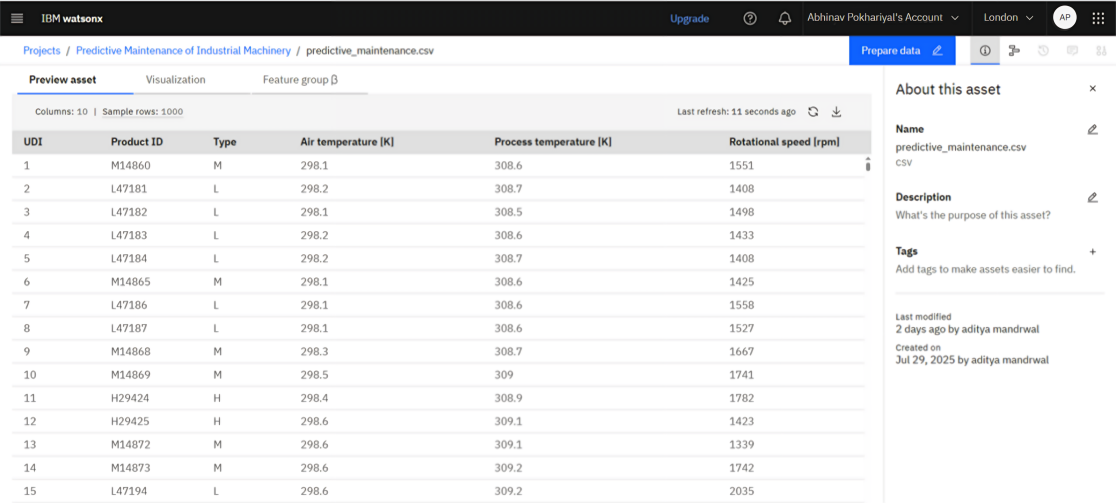 IBM watsonx Upgrade Abhinav Pokhariyal's Account London AP
Projects / Predictive Maintenance of Industrial Machinery / predictive_maintenance.csv Prepare data
Preview asset Visualization Feature group β
Columns: 10 | Sample rows: 1000 Last refresh: 11 seconds ago
UDI Product ID Type Air temperature [K] Process temperature [K] Rotational speed [rpm]
1 M14860 M 298.1 308.6 1551
2 L47181 L 298.2 308.7 1408
3 L47182 L 298.1 308.5 1498
4 L47183 L 298.2 308.6 1433
5 L47184 L 298.2 308.7 1408
6 M14865 M 298.1 308.6 1425
7 L47186 L 298.1 308.6 1558
8 L47187 L 298.1 308.6 1527
9 M14868 M 298.3 308.7 1667
10 M14869 M 298.5 309 1741
11 H29424 H 298.4 308.9 1782
12 H29425 H 298.6 309.1 1423
13 M14872 M 298.6 309.1 1339
14 M14873 M 298.6 309.2 1742
15 L47194 L 298.6 309.2 2035
About this asset
Name
predictive_maintenance.csv
CSV
Description
What's the purpose of this asset?
Tags
Add tags to make assets easier to find.
Last modified
2 days ago by aditya mandrwal
Created on
Jul 29, 2025 by aditya mandrwal